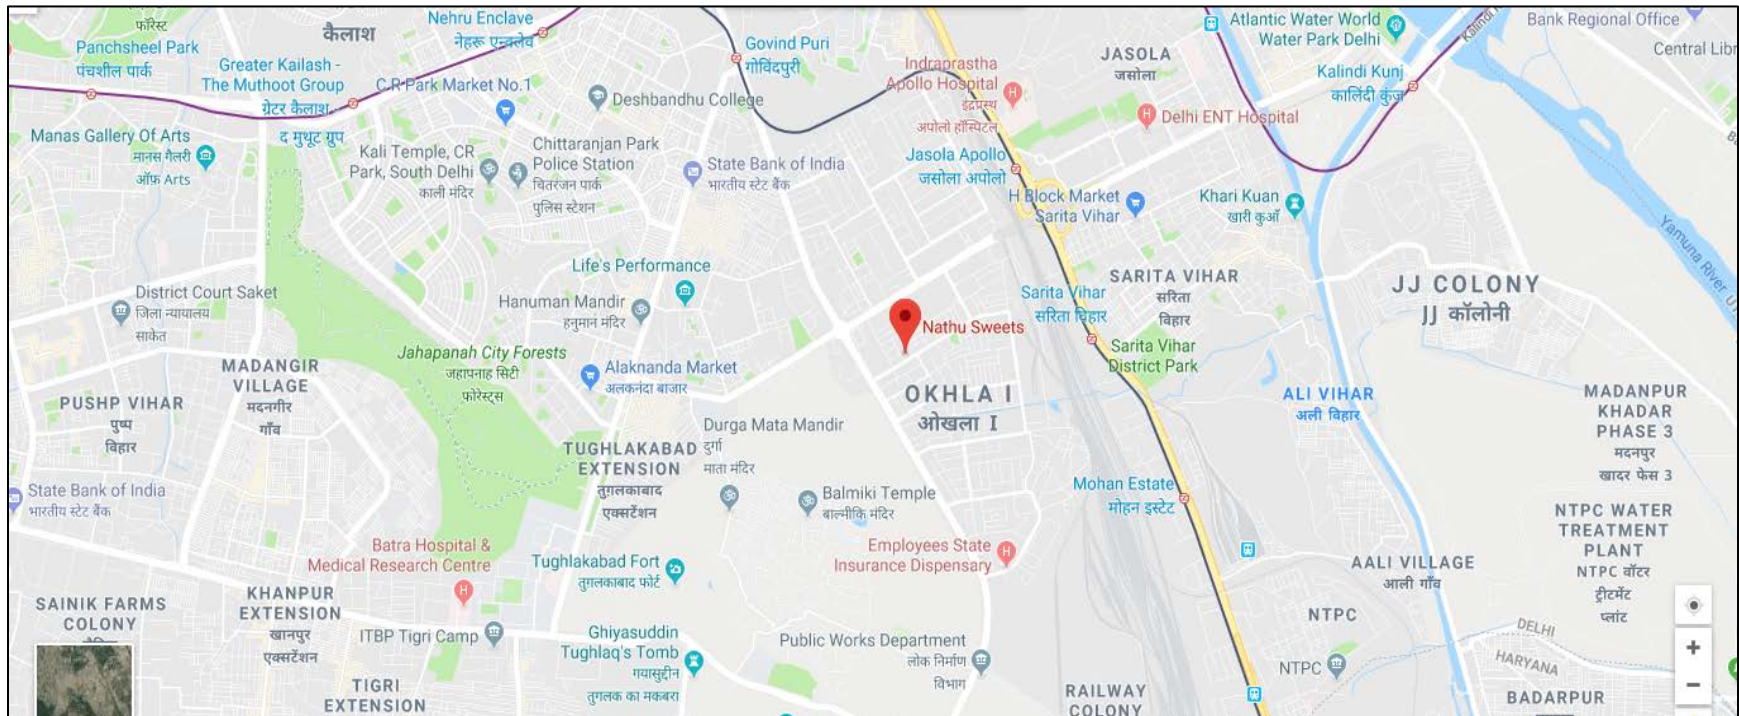 फॉरेस्ट
Panchsheel Park
पंचशील पार्क
कैलाश
Nehru Enclave
नेहरू एन्क्लेव
Greater Kailash -
The Muthoot Group
ग्रेटर कैलाश -
द मुथूट ग्रुप
C.R Park Market No.1
Govind Puri
गोविंदपुरी
Deshbandhu College
Indraprastha
Apollo Hospital
इंद्रप्रस्थ
अपोलो हॉस्पिटल
JASOLA
जसोला
Atlantic Water World
Water Park Delhi
Kalindi
Bank Regional Office
Central Libr
Kalindi Kunj
कालिंदी कुंज
Delhi ENT Hospital
Manas Gallery Of Arts
मानस गैलरी
ऑफ़ Arts
Kali Temple, CR
Park, South Delhi
काली मंदिर
Chittaranjan Park
Police Station
चितरंजन पार्क
पुलिस स्टेशन
State Bank of India
भारतीय स्टेट बैंक
Jasola Apollo
जसोला अपोलो
H Block Market
Sarita Vihar
Khari Kuan
खारी कुआँ
Yamuna River
Life's Performance
Hanuman Mandir
हनुमान मंदिर
District Court Saket
जिला न्यायालय
साकेत
Nathu Sweets
Sarita Vihar
सरिता विहार
SARITA VIHAR
सरिता
विहार
JJ COLONY
JJ कॉलोनी
Sarita Vihar
District Park
Jahapanah City Forests
जहापनाह सिटी
फोरेस्ट्स
Alaknanda Market
अलकनंदा बाजार
MADANGIR
VILLAGE
मदनगीर
गाँव
PUSHP VIHAR
पुष्प
विहार
OKHLA I
ओखला I
ALI VIHAR
अली विहार
MADANPUR
KHADAR
PHASE 3
मदनपुर
खादर फेस 3
Durga Mata Mandir
दुर्गा
माता मंदिर
TUGHLAKABAD
EXTENSION
तुग़लकाबाद
एक्सटेंशन
State Bank of India
भारतीय स्टेट बैंक
Balmiki Temple
बाल्मीकि मंदिर
Mohan Estate
मोहन इस्टेट
NTPC WATER
TREATMENT
PLANT
NTPC वॉटर
ट्रीटमेंट
प्लांट
Batra Hospital &
Medical Research Centre
Tughlakabad Fort
तुगलकाबाद फोर्ट
Employees State
Insurance Dispensary
AALI VILLAGE
आली गाँव
SAINIK FARMS
COLONY
KHANPUR
EXTENSION
खानपुर
एक्सटेंशन
ITBP Tigri Camp
Ghiyasuddin
Tughlaq's Tomb
गयासुद्दीन
तुगलक का मकबरा
Public Works Department
लोक निर्माण
विभाग
NTPC
NTPC
DELHI
HARYANA
TIGRI
EXTENSION
RAILWAY
COLONY
BADARPUR